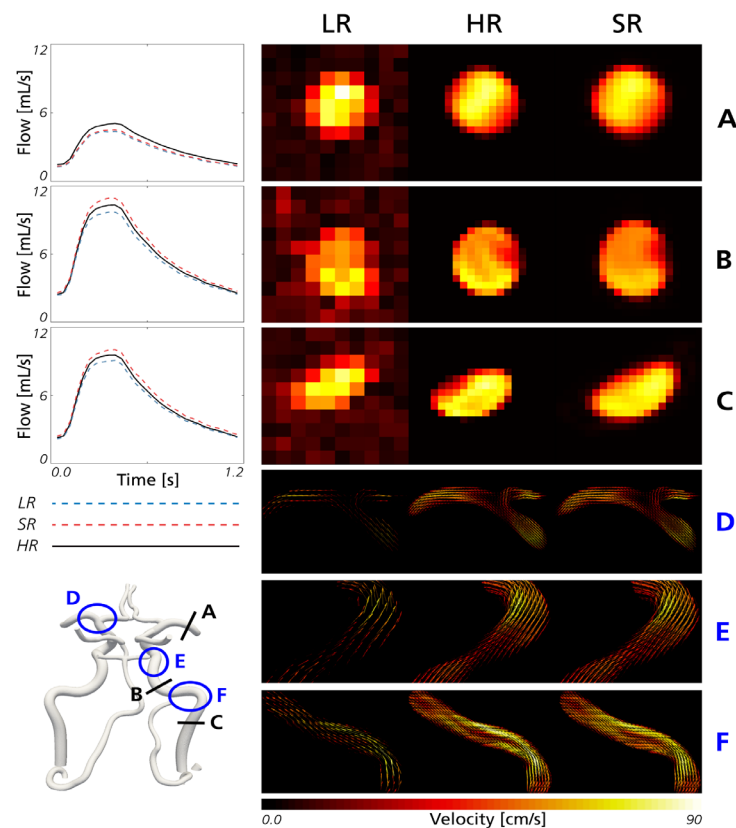 LR HR SR
12
Flow [mL/s]
6
0
A
12
Flow [mL/s]
6
0
B
12
Flow [mL/s]
6
0
C
0.0 1.2
Time [s]
LR
SR
HR
D
E
F
D
A
E
B
F
C
0.0 Velocity [cm/s] 90